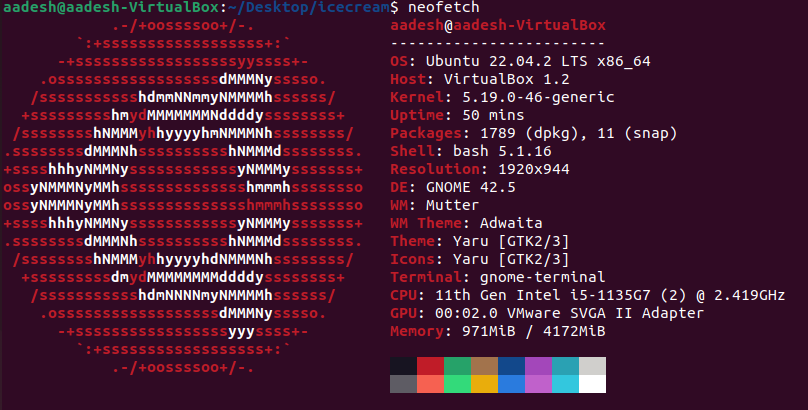 aadesh@aadesh-VirtualBox:~/Desktop/icecream$ neofetch
            .-/+oossssoo+/-.               aadesh@aadesh-VirtualBox
        `:+ssssssssssssssssss+:`           ------------------------
      -+ssssssssssssssssssyyssss+-         OS: Ubuntu 22.04.2 LTS x86_64
    .ossssssssssssssssssdMMMNysssso.       Host: VirtualBox 1.2
   /ssssssssssshdmmNNmmyNMMMMhssssss/      Kernel: 5.19.0-46-generic
  +ssssssssshmydMMMMMMMNddddyssssssss+     Uptime: 50 mins
 /sssssssshNMMMyhhyyyyhmNMMMNhssssssss/    Packages: 1789 (dpkg), 11 (snap)
.ssssssssdMMMNhsssssssssshNMMMdssssssss.   Shell: bash 5.1.16
+sssshhhyNMMNyssssssssssssyNMMMysssssss+   Resolution: 1920x944
ossyNMMMNyMMhsssssssssssssshmmmhssssssso   DE: GNOME 42.5
ossyNMMMNyMMhsssssssssssssshmmmhssssssso   WM: Mutter
+sssshhhyNMMNyssssssssssssyNMMMysssssss+   WM Theme: Adwaita
.ssssssssdMMMNhsssssssssshNMMMdssssssss.   Theme: Yaru [GTK2/3]
 /sssssssshNMMMyhhyyyyhdNMMMNhssssssss/    Icons: Yaru [GTK2/3]
  +sssssssssdmydMMMMMMMMddddyssssssss+     Terminal: gnome-terminal
   /ssssssssssshdmNNNNmyNMMMMhssssss/      CPU: 11th Gen Intel i5-1135G7 (2) @ 2.419GHz
    .ossssssssssssssssssdMMMNysssso.       GPU: 00:02.0 VMware SVGA II Adapter
      -+sssssssssssssssssyyyssss+-         Memory: 971MiB / 4172MiB
        `:+ssssssssssssssssss+:`
            .-/+oossssoo+/-.